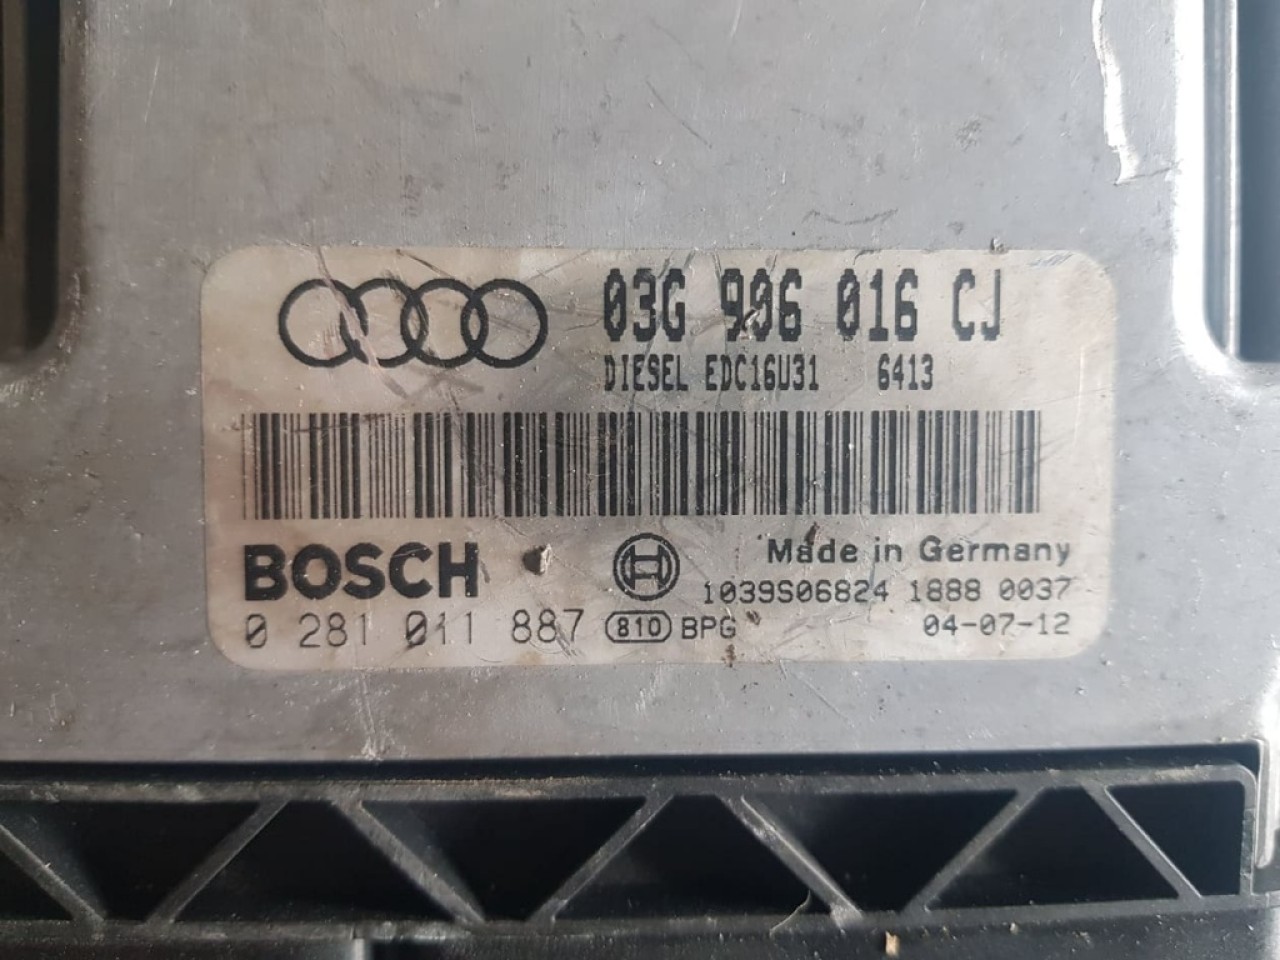 03G 906 016 CJ
DIESEL EDC16U31 6413
BOSCH
Made in Germany
1039S06824 1888 0037
0 281 011 887 810 BPG 04-07-12